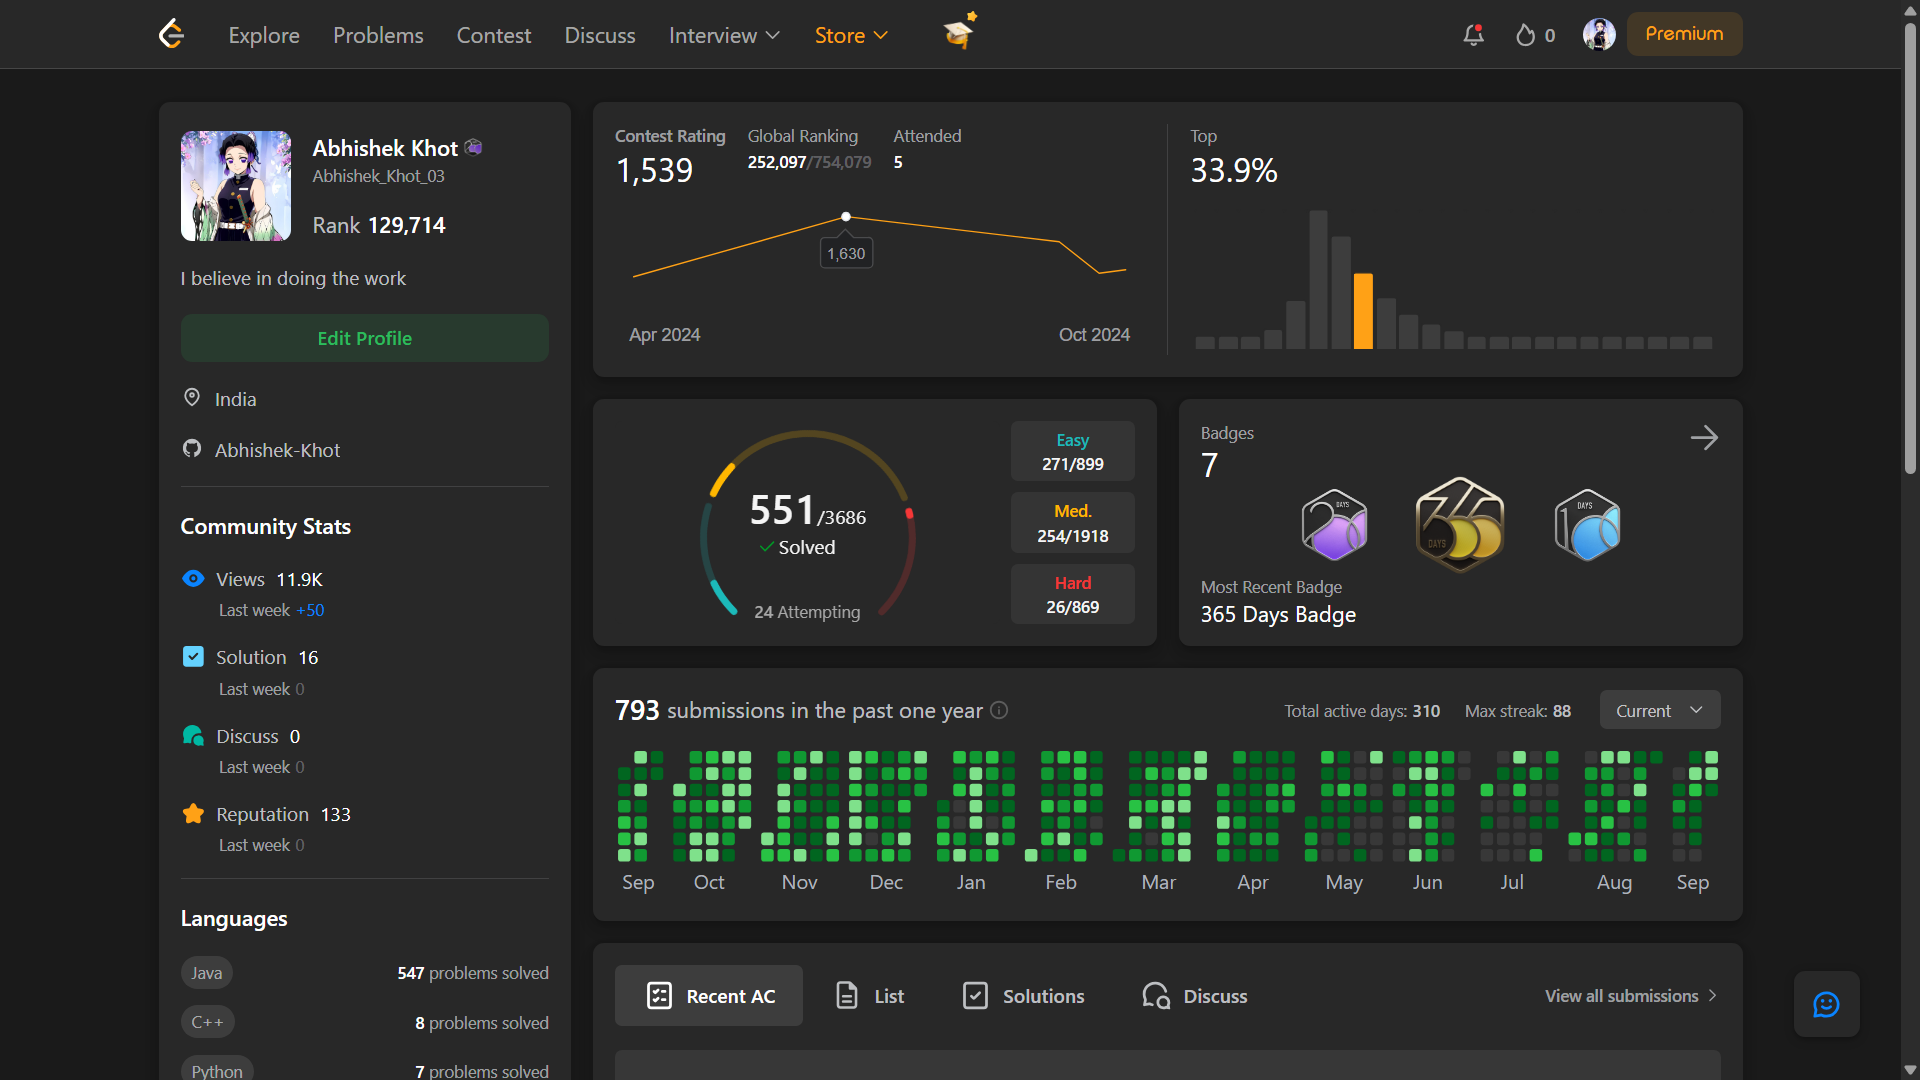 Explore Problems Contest Discuss Interview Store 0 Premium
Abhishek Khot
Abhishek_Khot_03
Rank 129,714
I believe in doing the work
Edit Profile
India
Abhishek-Khot
Community Stats
Views 11.9K
Last week +50
Solution 16
Last week 0
Discuss 0
Last week 0
Reputation 133
Last week 0
Languages
Java 547 problems solved
C++ 8 problems solved
Python 7 problems solved
Contest Rating
1,539
Global Ranking
252,097/754,079
Attended
5
1,630
Apr 2024 Oct 2024
Top
33.9%
551/3686
Solved
24 Attempting
Easy
271/899
Med.
254/1918
Hard
26/869
Badges
7
Most Recent Badge
365 Days Badge
793 submissions in the past one year
Total active days: 310 Max streak: 88 Current
Sep Oct Nov Dec Jan Feb Mar Apr May Jun Jul Aug Sep
Recent AC List Solutions Discuss View all submissions